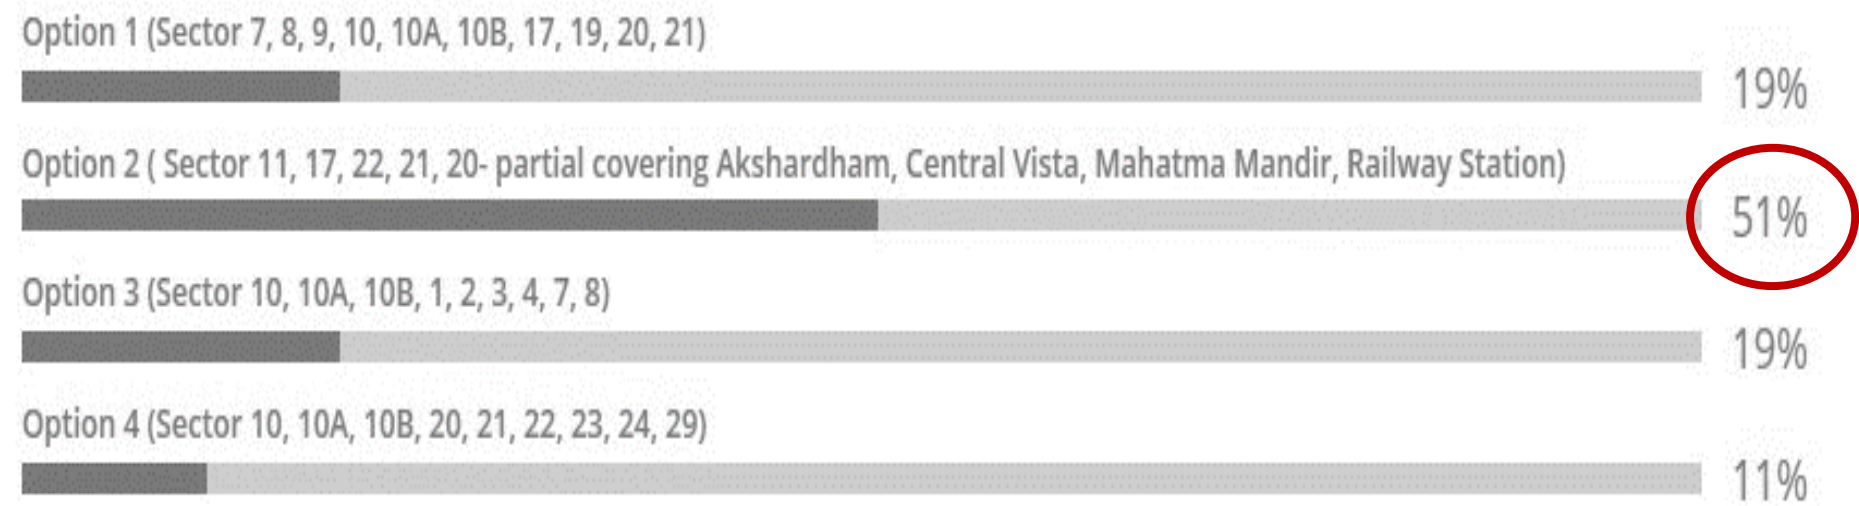 Option 1 (Sector 7, 8, 9, 10, 10A, 10B, 17, 19, 20, 21)
19%
Option 2 ( Sector 11, 17, 22, 21, 20- partial covering Akshardham, Central Vista, Mahatma Mandir, Railway Station)
51%
Option 3 (Sector 10, 10A, 10B, 1, 2, 3, 4, 7, 8)
19%
Option 4 (Sector 10, 10A, 10B, 20, 21, 22, 23, 24, 29)
11%